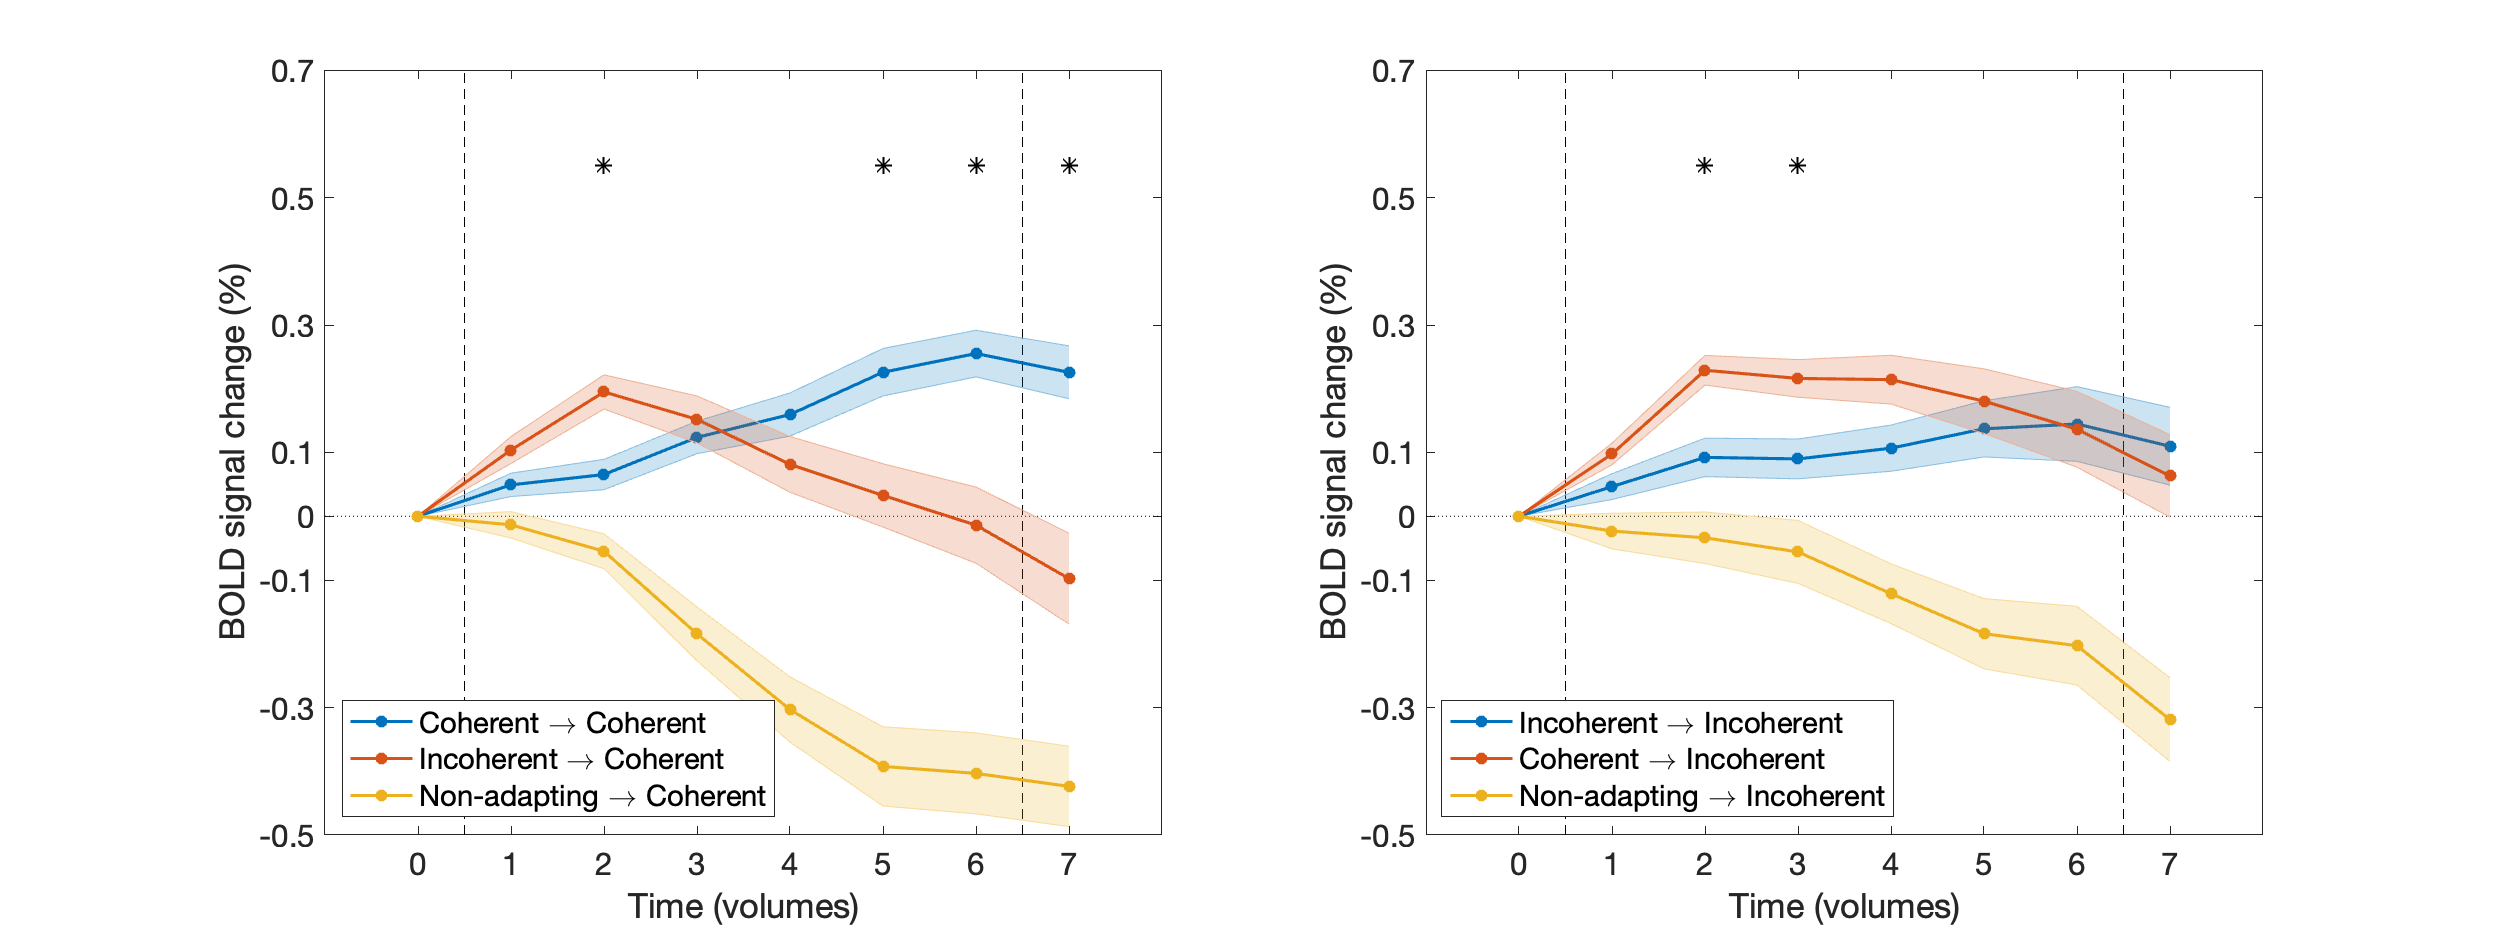 BOLD signal change (%)
0.7
0.5
0.3
0.1
0
-0.1
-0.3
-0.5
* * * *
Coherent → Coherent
Incoherent → Coherent
Non-adapting → Coherent
0 1 2 3 4 5 6 7
Time (volumes)
BOLD signal change (%)
0.7
0.5
0.3
0.1
0
-0.1
-0.3
-0.5
* *
Incoherent → Incoherent
Coherent → Incoherent
Non-adapting → Incoherent
0 1 2 3 4 5 6 7
Time (volumes)